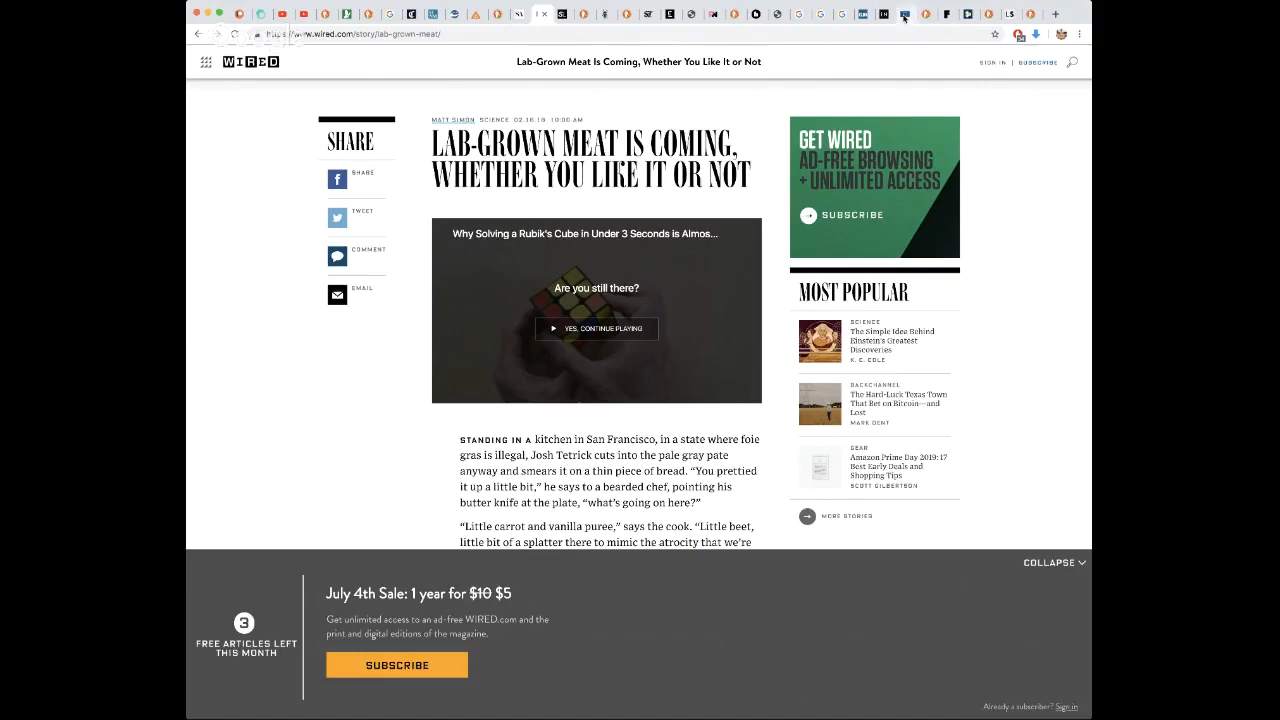 https://www.wired.com/story/lab-grown-meat/
WIRED
Lab-Grown Meat Is Coming, Whether You Like It or Not
SIGN IN | SUBSCRIBE
SHARE
SHARE
TWEET
COMMENT
EMAIL
MATT SIMON SCIENCE 02.16.18 10:00 AM
LAB-GROWN MEAT IS COMING,
WHETHER YOU LIKE IT OR NOT
Why Solving a Rubik's Cube in Under 3 Seconds is Almos...
Are you still there?
YES, CONTINUE PLAYING
STANDING IN A kitchen in San Francisco, in a state where foie
gras is illegal, Josh Tetrick cuts into the pale gray pate
anyway and smears it on a thin piece of bread. “You prettied
it up a little bit,” he says to a bearded chef, pointing his
butter knife at the plate, “what’s going on here?”
“Little carrot and vanilla puree,” says the cook. “Little beet,
little bit of a splatter there to mimic the atrocity that we’re
GET WIRED
AD-FREE BROWSING
+ UNLIMITED ACCESS
SUBSCRIBE
MOST POPULAR
SCIENCE
The Simple Idea Behind
Einstein’s Greatest
Discoveries
K. C. COLE
BACKCHANNEL
The Hard-Luck Texas Town
That Bet on Bitcoin—and
Lost
MARK DENT
GEAR
Amazon Prime Day 2019: 17
Best Early Deals and
Shopping Tips
SCOTT GILBERTSON
MORE STORIES
COLLAPSE
3
FREE ARTICLES LEFT
THIS MONTH
July 4th Sale: 1 year for $10 $5
Get unlimited access to an ad-free WIRED.com and the
print and digital editions of the magazine.
SUBSCRIBE
Already a subscriber? Sign in